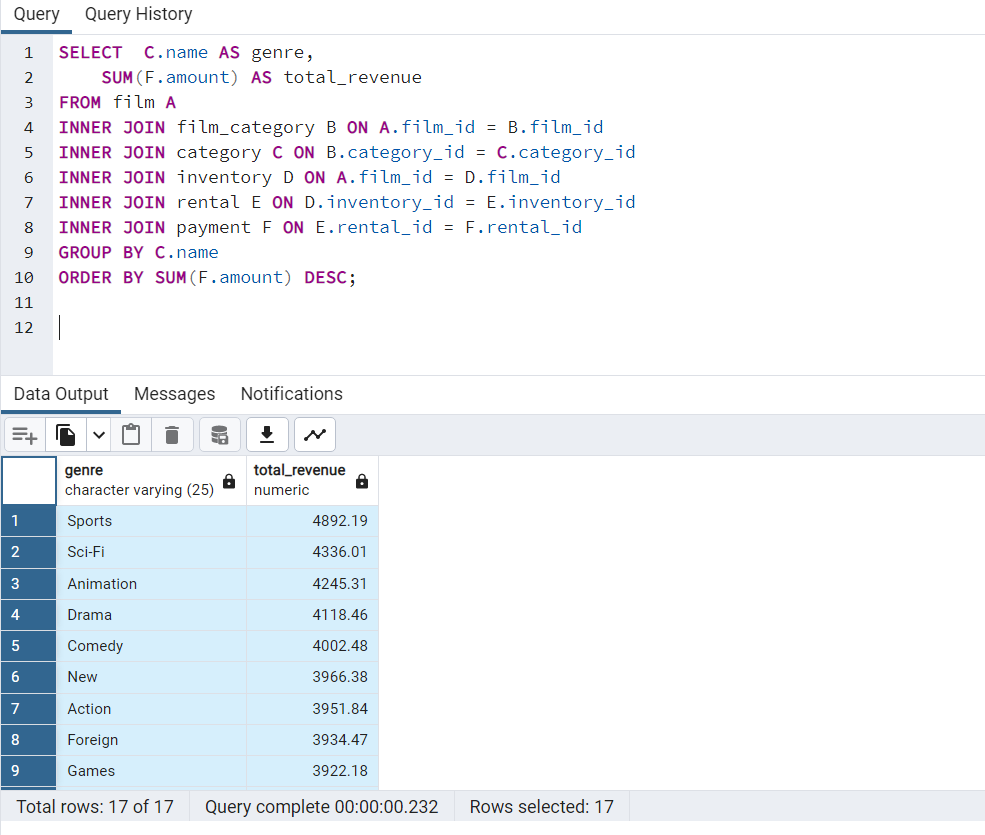 Query Query History
1 SELECT  C.name AS genre,
2     SUM(F.amount) AS total_revenue
3 FROM film A
4 INNER JOIN film_category B ON A.film_id = B.film_id
5 INNER JOIN category C ON B.category_id = C.category_id
6 INNER JOIN inventory D ON A.film_id = D.film_id
7 INNER JOIN rental E ON D.inventory_id = E.inventory_id
8 INNER JOIN payment F ON E.rental_id = F.rental_id
9 GROUP BY C.name
10 ORDER BY SUM(F.amount) DESC;
11
12
Data Output Messages Notifications
genre total_revenue
character varying (25) numeric
1 Sports 4892.19
2 Sci-Fi 4336.01
3 Animation 4245.31
4 Drama 4118.46
5 Comedy 4002.48
6 New 3966.38
7 Action 3951.84
8 Foreign 3934.47
9 Games 3922.18
Total rows: 17 of 17 Query complete 00:00:00.232 Rows selected: 17